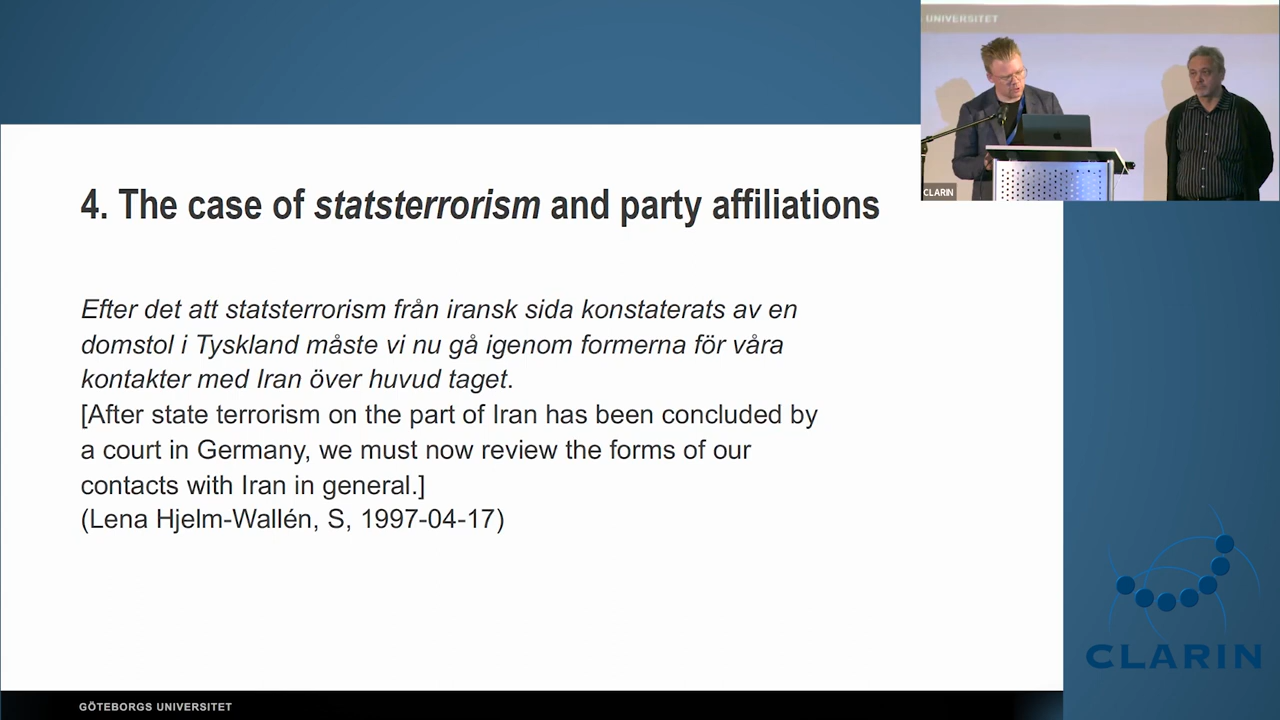 UNIVERSITET
CLARIN
4. The case of statsterrorism and party affiliations
Efter det att statsterrorism från iransk sida konstaterats av en
domstol i Tyskland måste vi nu gå igenom formerna för våra
kontakter med Iran över huvud taget.
[After state terrorism on the part of Iran has been concluded by
a court in Germany, we must now review the forms of our
contacts with Iran in general.]
(Lena Hjelm-Wallén, S, 1997-04-17)
CLARIN
GÖTEBORGS UNIVERSITET